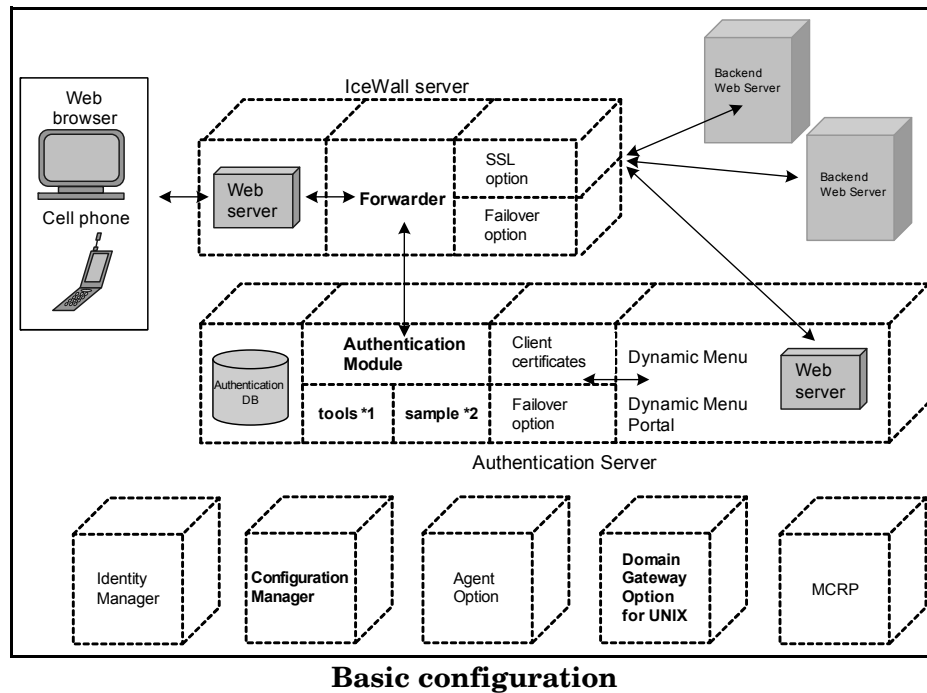 IceWall server
Web
browser
Cell phone
Web
server
Forwarder
SSL
option
Failover
option
Backend
Web Server
Backend
Web Server
Authentication
DB
Authentication
Module
tools *1
sample *2
Client
certificates
Failover
option
Dynamic Menu
Dynamic Menu
Portal
Web
server
Authentication Server
Identity
Manager
Configuration
Manager
Agent
Option
Domain
Gateway
Option
for UNIX
MCRP
Basic configuration